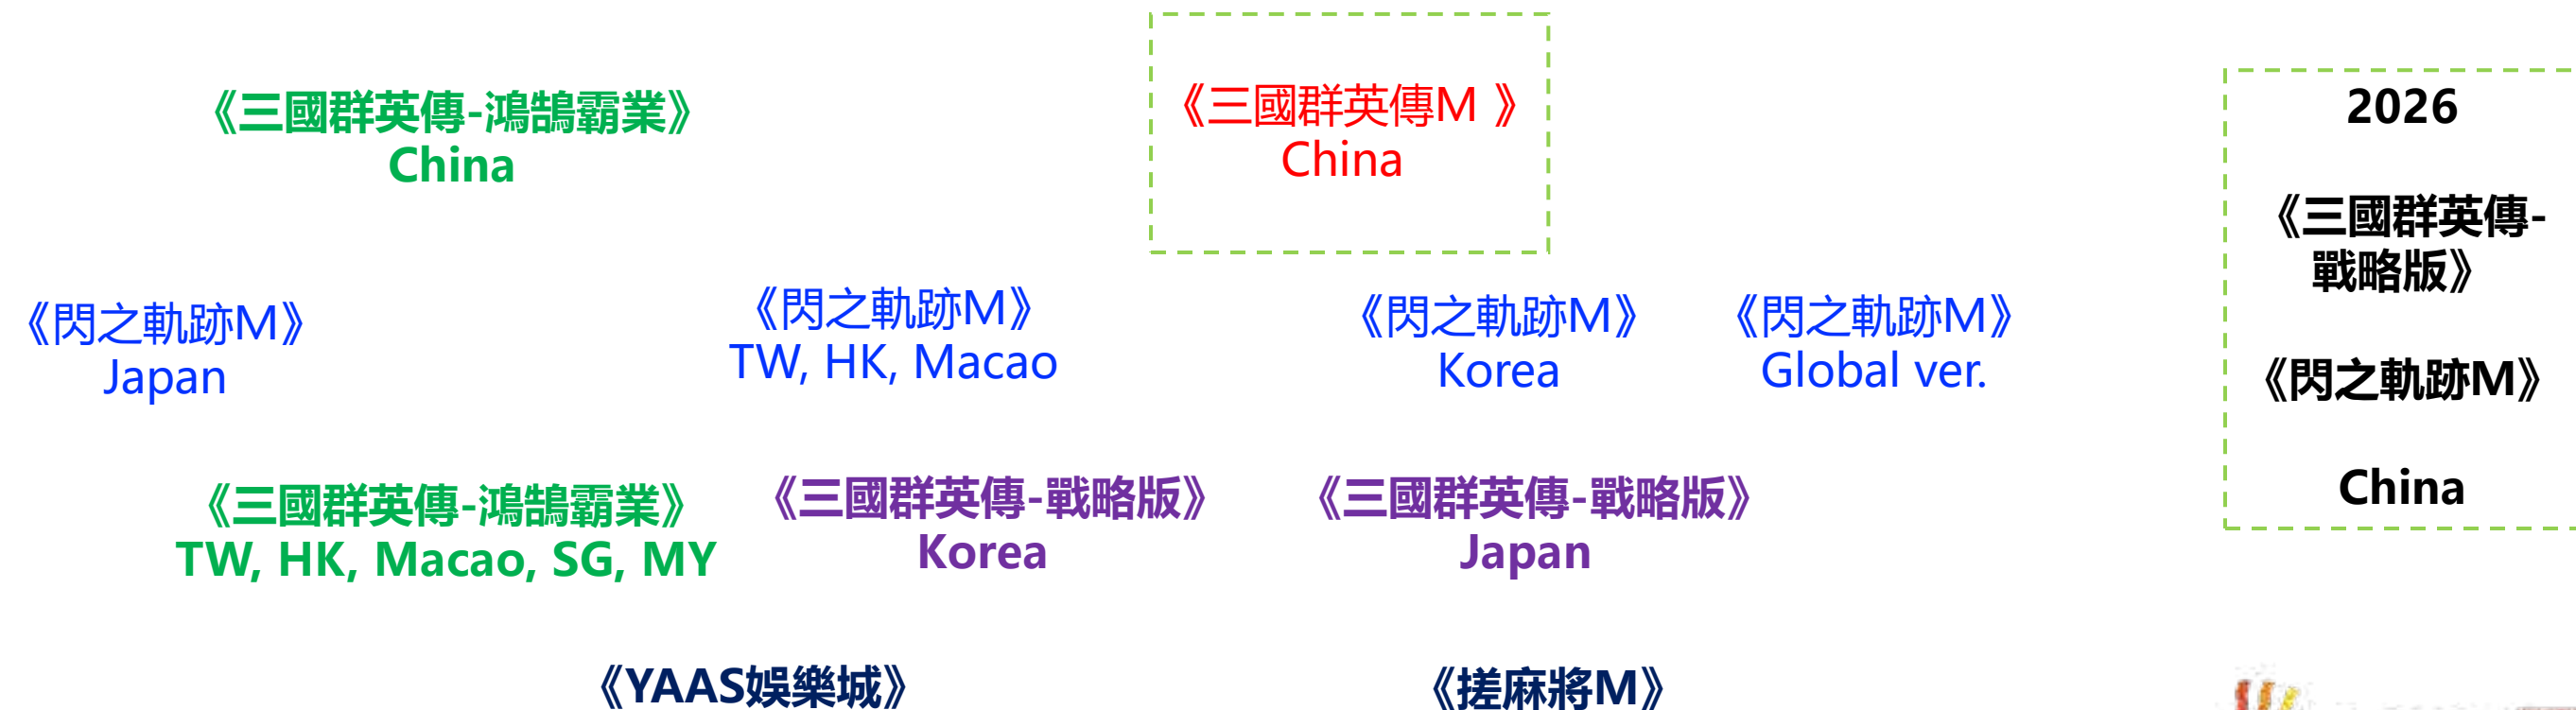 《三國群英傳-鴻鵠霸業》
China
《三國群英傳M 》
China
《閃之軌跡M》
Japan
《閃之軌跡M》
TW, HK, Macao
《閃之軌跡M》
Korea
《閃之軌跡M》
Global ver.
《三國群英傳-鴻鵠霸業》
TW, HK, Macao, SG, MY
《三國群英傳-戰略版》
Korea
《三國群英傳-戰略版》
Japan
《YAAS娛樂城》
《搓麻將M》
2026
《三國群英傳-
戰略版》
《閃之軌跡M》
China